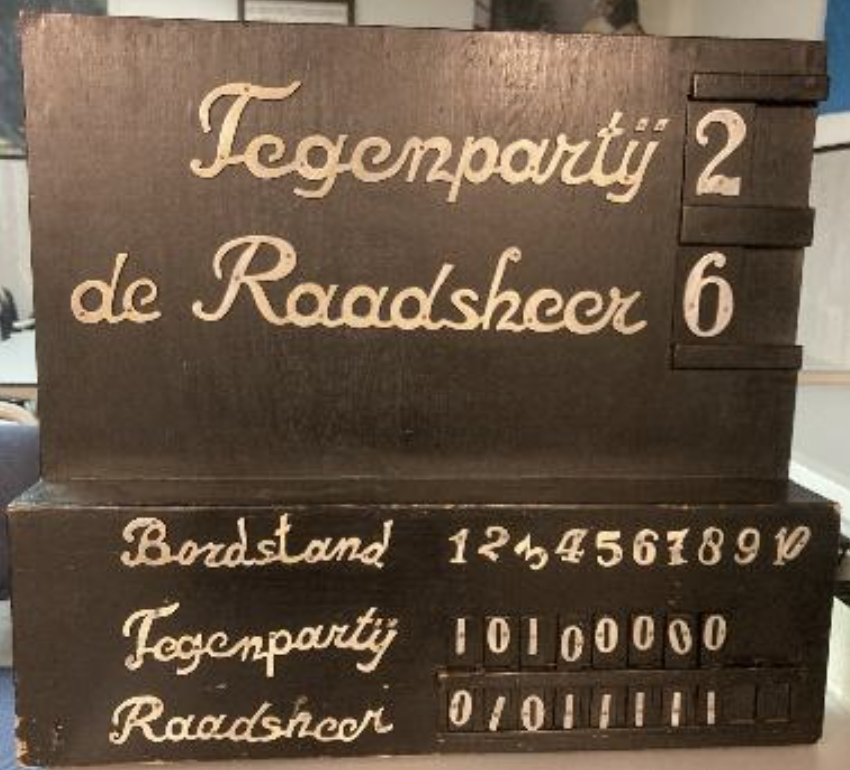 Tegenpartij 2
de Raadsheer 6
Bordstand 1 2 3 4 5 6 7 8 9 10
Tegenpartij 1 0 1 0 0 0 0 0
Raadsheer 0 1 0 1 1 1 1 1